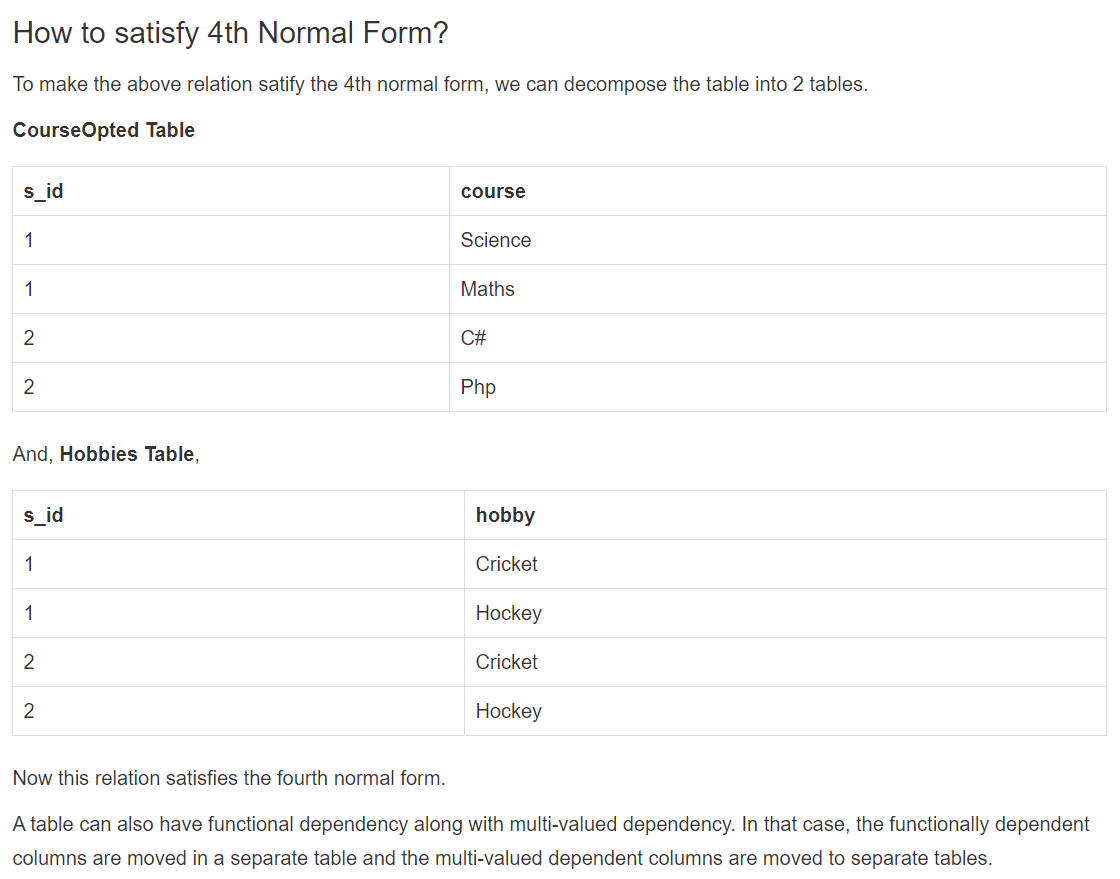 How to satisfy 4th Normal Form?
To make the above relation satify the 4th normal form, we can decompose the table into 2 tables.
CourseOpted Table
s_id course
1 Science
1 Maths
2 C#
2 Php
And, Hobbies Table,
s_id hobby
1 Cricket
1 Hockey
2 Cricket
2 Hockey
Now this relation satisfies the fourth normal form.
A table can also have functional dependency along with multi-valued dependency. In that case, the functionally dependent
columns are moved in a separate table and the multi-valued dependent columns are moved to separate tables.